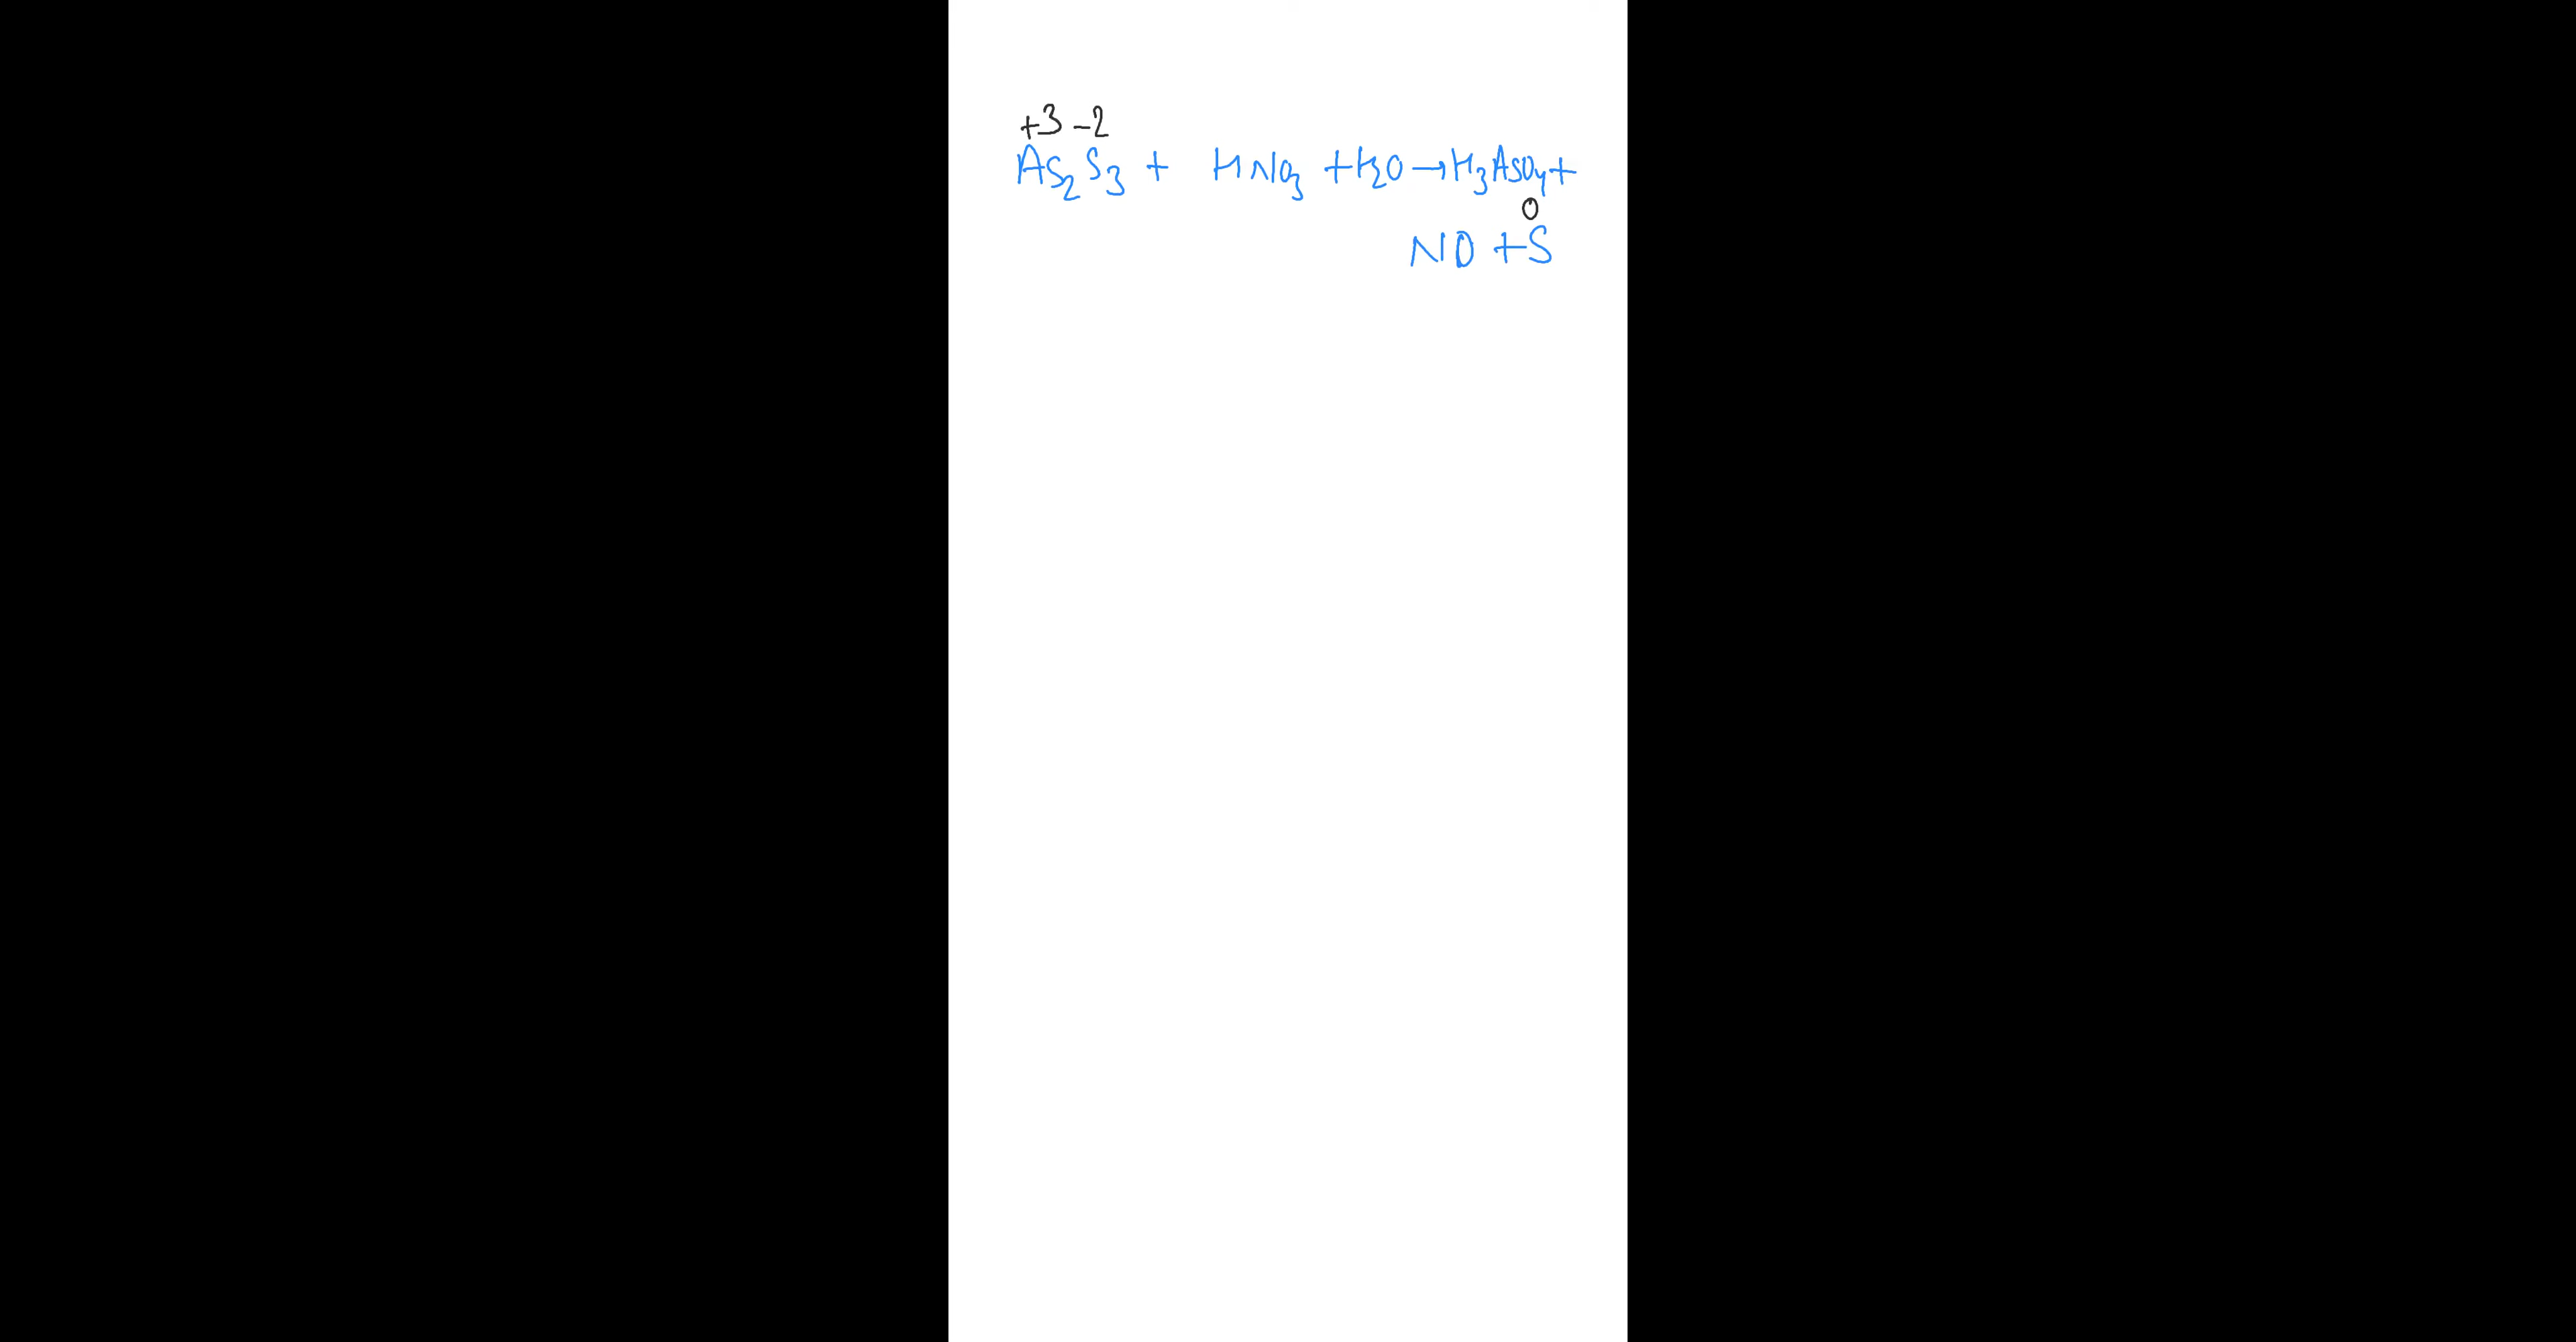 +3 -2
As₂S₃ + HNO₃ + H₂O → H₃AsO₄ +
0
NO + S